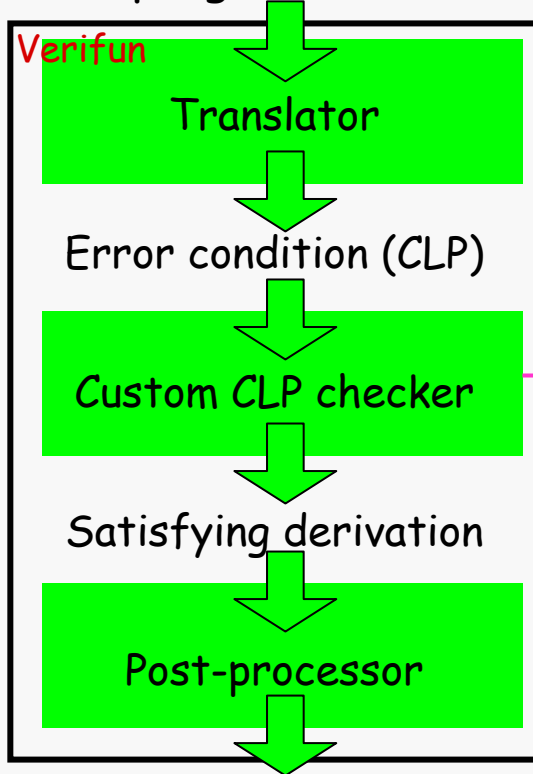 Verifun
Translator
Error condition (CLP)
Custom CLP checker
Satisfying derivation
Post-processor